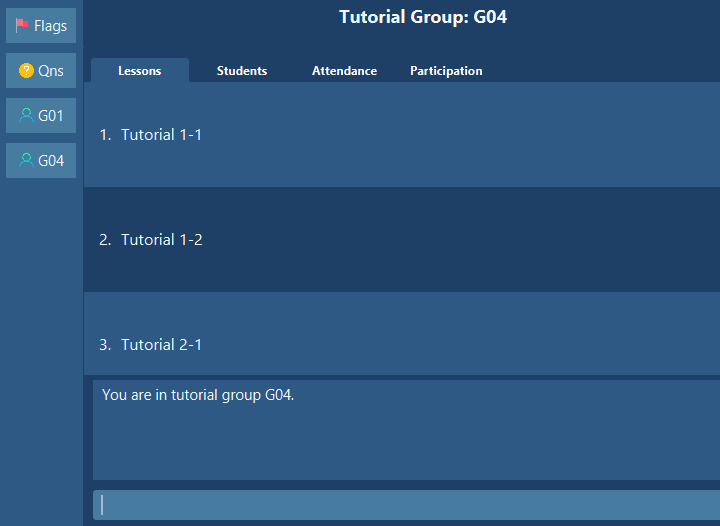 Tutorial Group: G04
Flags
Qns
G01
G04
Lessons Students Attendance Participation
1. Tutorial 1-1
2. Tutorial 1-2
3. Tutorial 2-1
You are in tutorial group G04.